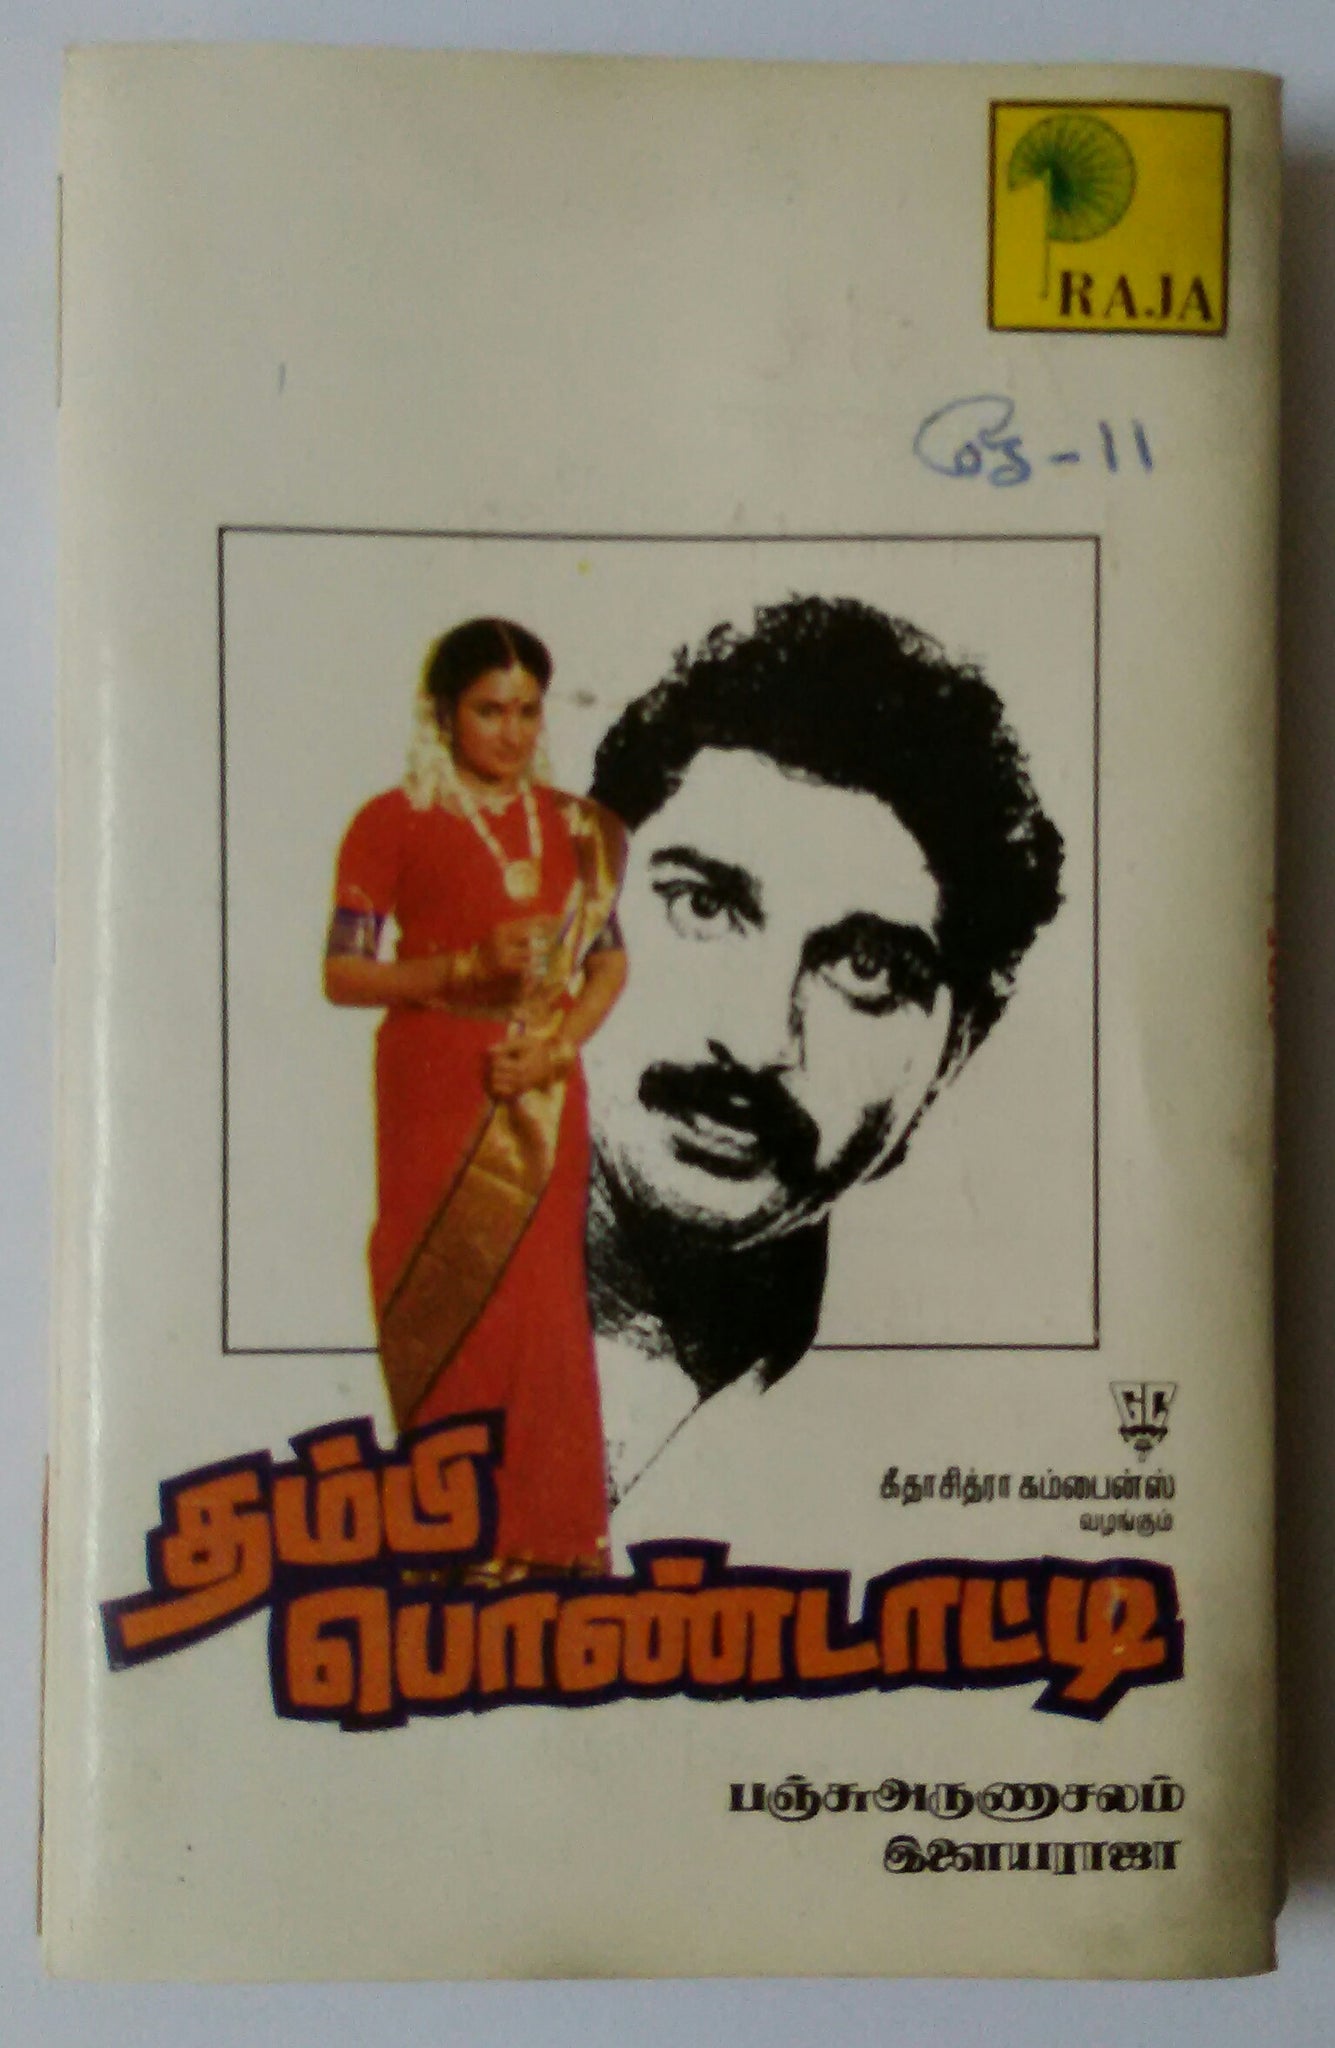 RAJA
தே-11
கீதாசித்ரா கம்பைன்ஸ்
வழங்கும்
தம்பி
பொண்டாட்டி
பஞ்சுஅருணாசலம்
இளையராஜா